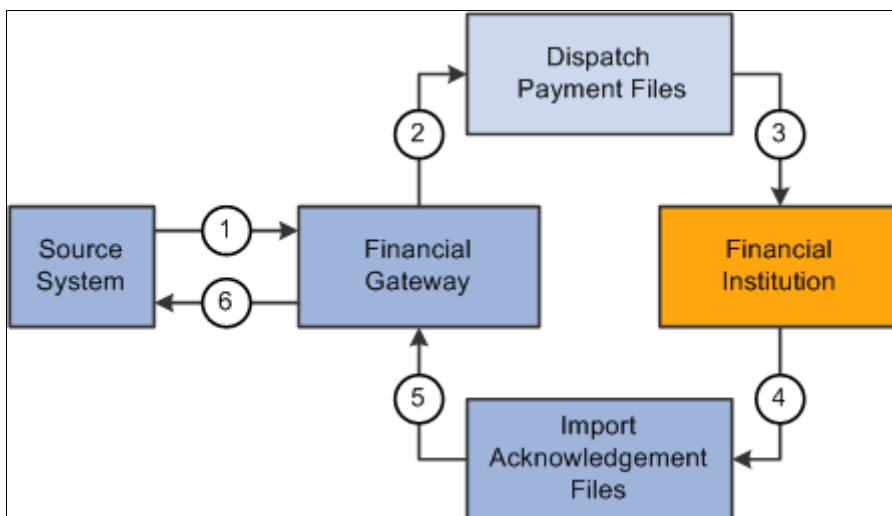 Dispatch
Payment Files
2
3
Source
System
1
6
Financial
Gateway
Financial
Institution
5
4
Import
Acknowledgement
Files